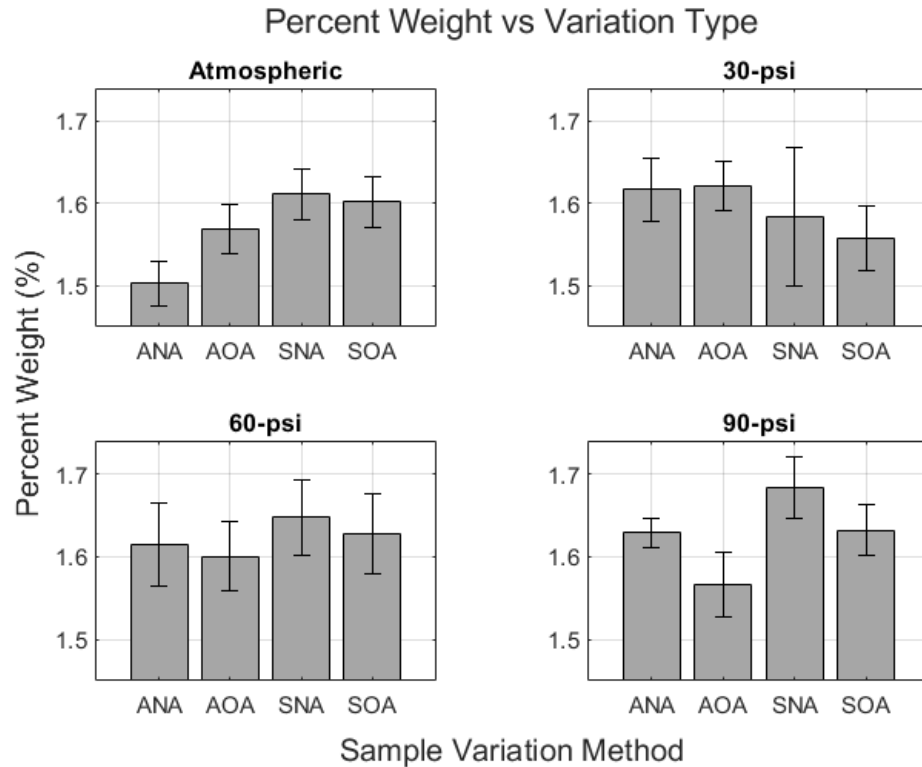 Percent Weight vs Variation Type
Atmospheric
1.7
1.6
1.5
ANA AOA SNA SOA
30-psi
1.7
1.6
1.5
ANA AOA SNA SOA
60-psi
1.7
1.6
1.5
ANA AOA SNA SOA
90-psi
1.7
1.6
1.5
ANA AOA SNA SOA
Percent Weight (%)
Sample Variation Method